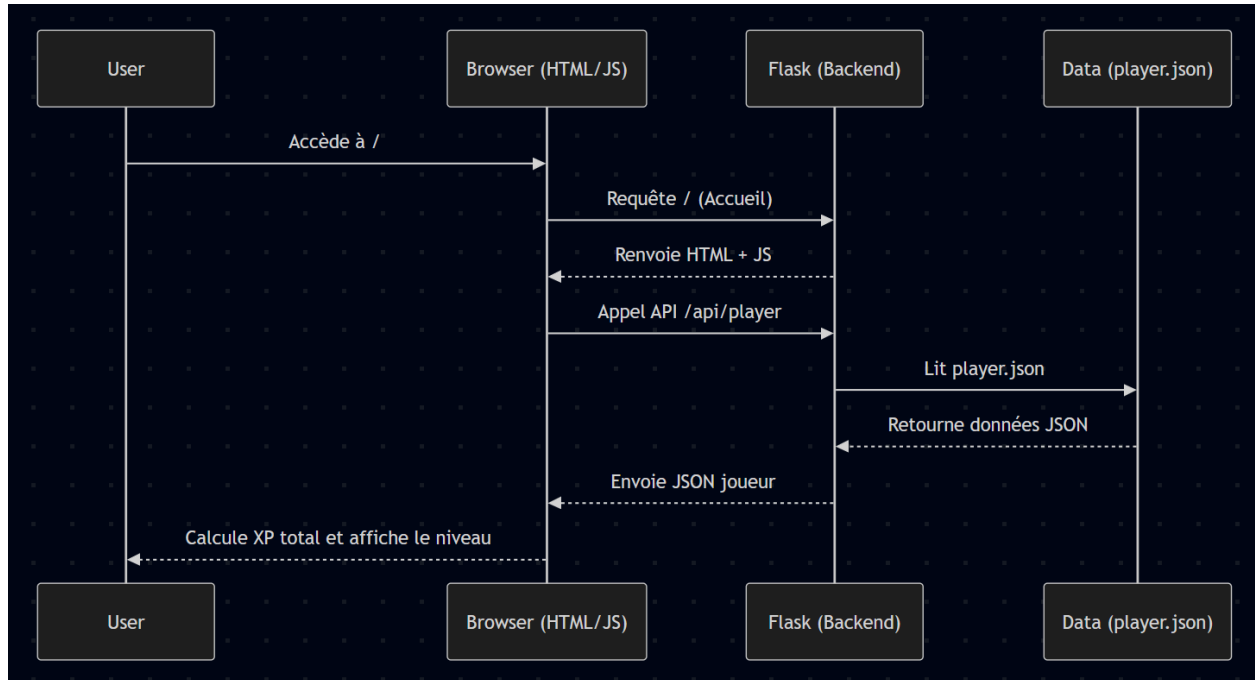 User
Browser (HTML/JS)
Flask (Backend)
Data (player.json)
Accède à /
Requête / (Accueil)
Renvoie HTML + JS
Appel API /api/player
Lit player.json
Retourne données JSON
Envoie JSON joueur
Calcule XP total et affiche le niveau
User
Browser (HTML/JS)
Flask (Backend)
Data (player.json)